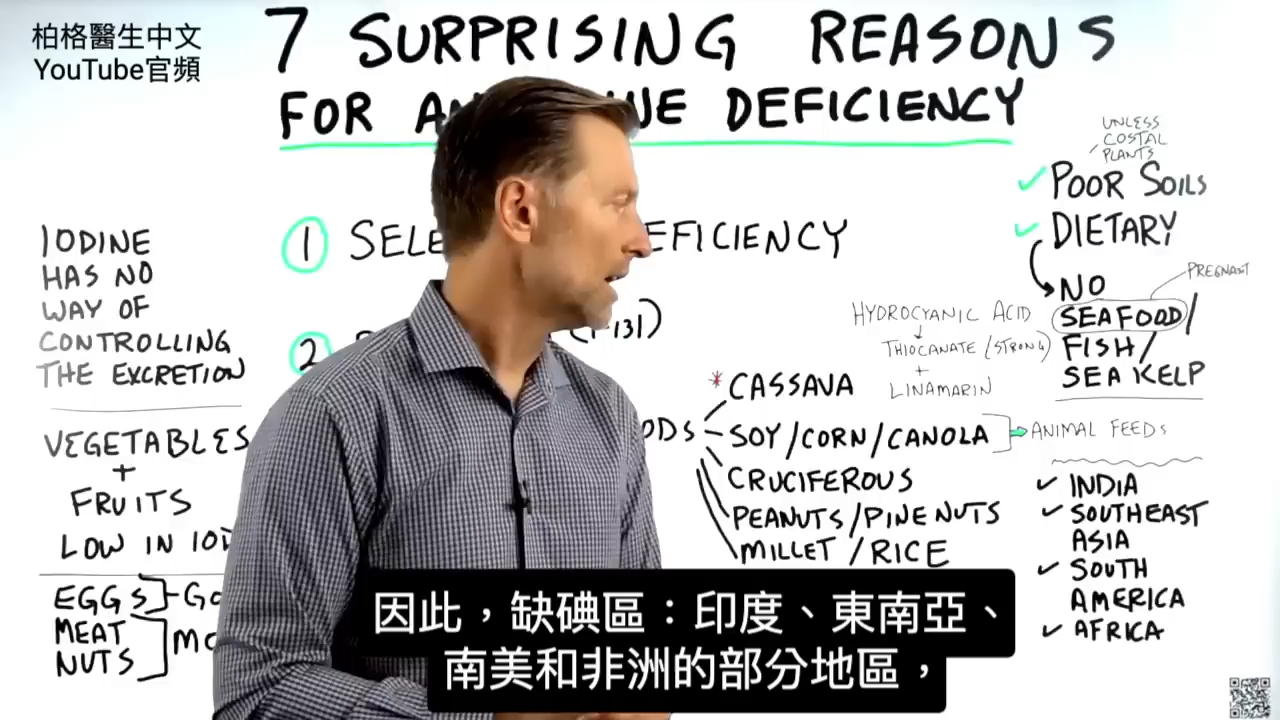 柏格醫生中文
YouTube官頻
7 SURPRISING REASONS
FOR AN DEFICIENCY
UNLESS
COSTAL
PLANTS
POOR SOILS
DIETARY
NO
PREGNANT
SEAFOOD/
FISH/
SEA KELP
IODINE
HAS NO
WAY OF
CONTROLLING
THE EXCRETION
VEGETABLES
+
FRUITS
LOW IN
EGGS
MEAT
NUTS
1
2
HYDROCYANIC ACID
THIOCANATE (STRONG)
+
LINAMARIN
* CASSAVA
SOY/CORN/CANOLA
ANIMAL FEEDS
CRUCIFEROUS
PEANUTS/PINE NUTS
MILLET/RICE
INDIA
SOUTHEAST
ASIA
SOUTH
AMERICA
AFRICA
因此，缺碘區：印度、東南亞、
南美和非洲的部分地區，